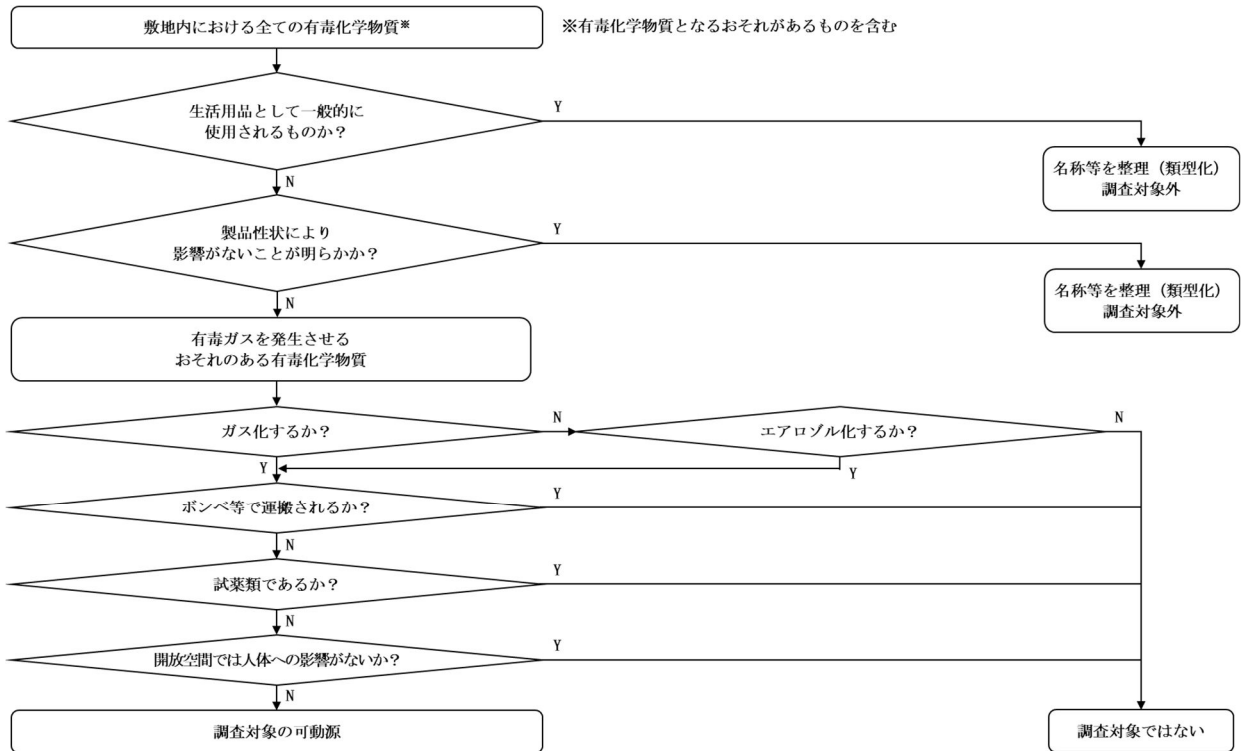 敷地内における全ての有毒化学物質※
※有毒化学物質となるおそれがあるものを含む
生活用品として一般的に
使用されるものか？
Y
N
名称等を整理（類型化）
調査対象外
製品性状により
影響がないことが明らかか？
Y
N
名称等を整理（類型化）
調査対象外
有毒ガスを発生させる
おそれのある有毒化学物質
ガス化するか？
N
エアロゾル化するか？
N
Y
Y
ボンベ等で運搬されるか？
Y
N
試薬類であるか？
Y
N
開放空間では人体への影響がないか？
Y
N
調査対象の可動源
調査対象ではない